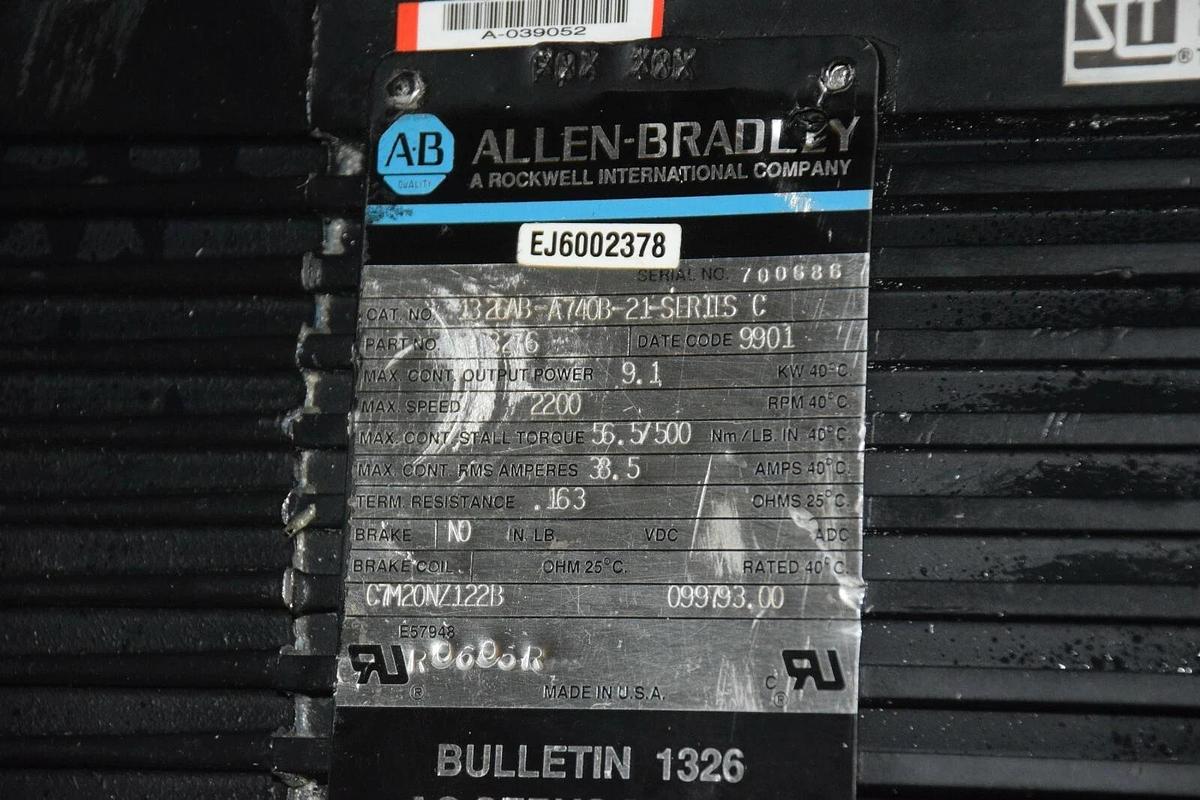 A-039052
A·B
QUALITY
ALLEN-BRADLEY
A ROCKWELL INTERNATIONAL COMPANY
EJ6002378
SERIAL NO. 700686
CAT. NO. 1326AB-A740B-21-SERIES C
PART NO. DATE CODE 9901
MAX. CONT. OUTPUT POWER 9.1 KW 40°C.
MAX. SPEED 2200 RPM 40°C
MAX. CONT. STALL TORQUE 56.5/500 Nm/LB. IN. 40°C.
MAX. CONT. RMS AMPERES 38.5 AMPS 40°C.
TERM. RESISTANCE .163 OHMS 25°C.
BRAKE NO IN. LB. VDC ADC
BRAKE COIL OHM 25°C. RATED 40°C.
C7M20NZ122B 099793.00
E57948
R0606R
MADE IN U.S.A.
BULLETIN 1326